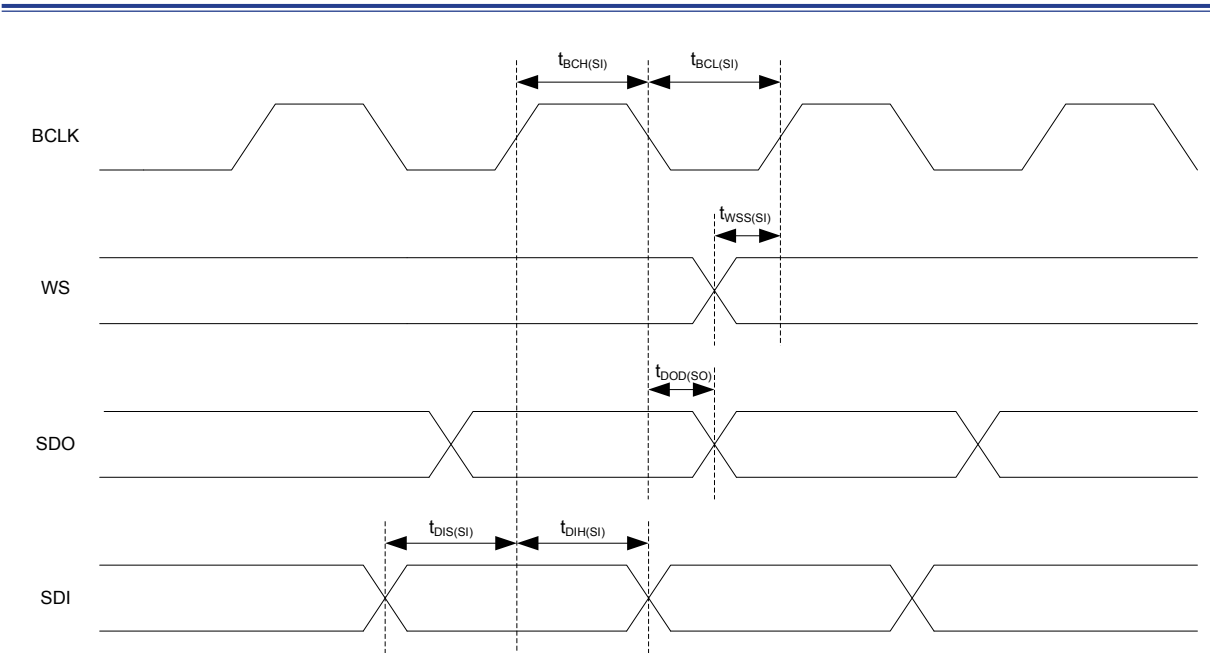 tBCH(SI) tBCL(SI)
BCLK
tWSS(SI)
WS
tDOD(SO)
SDO
tDIS(SI) tDIH(SI)
SDI